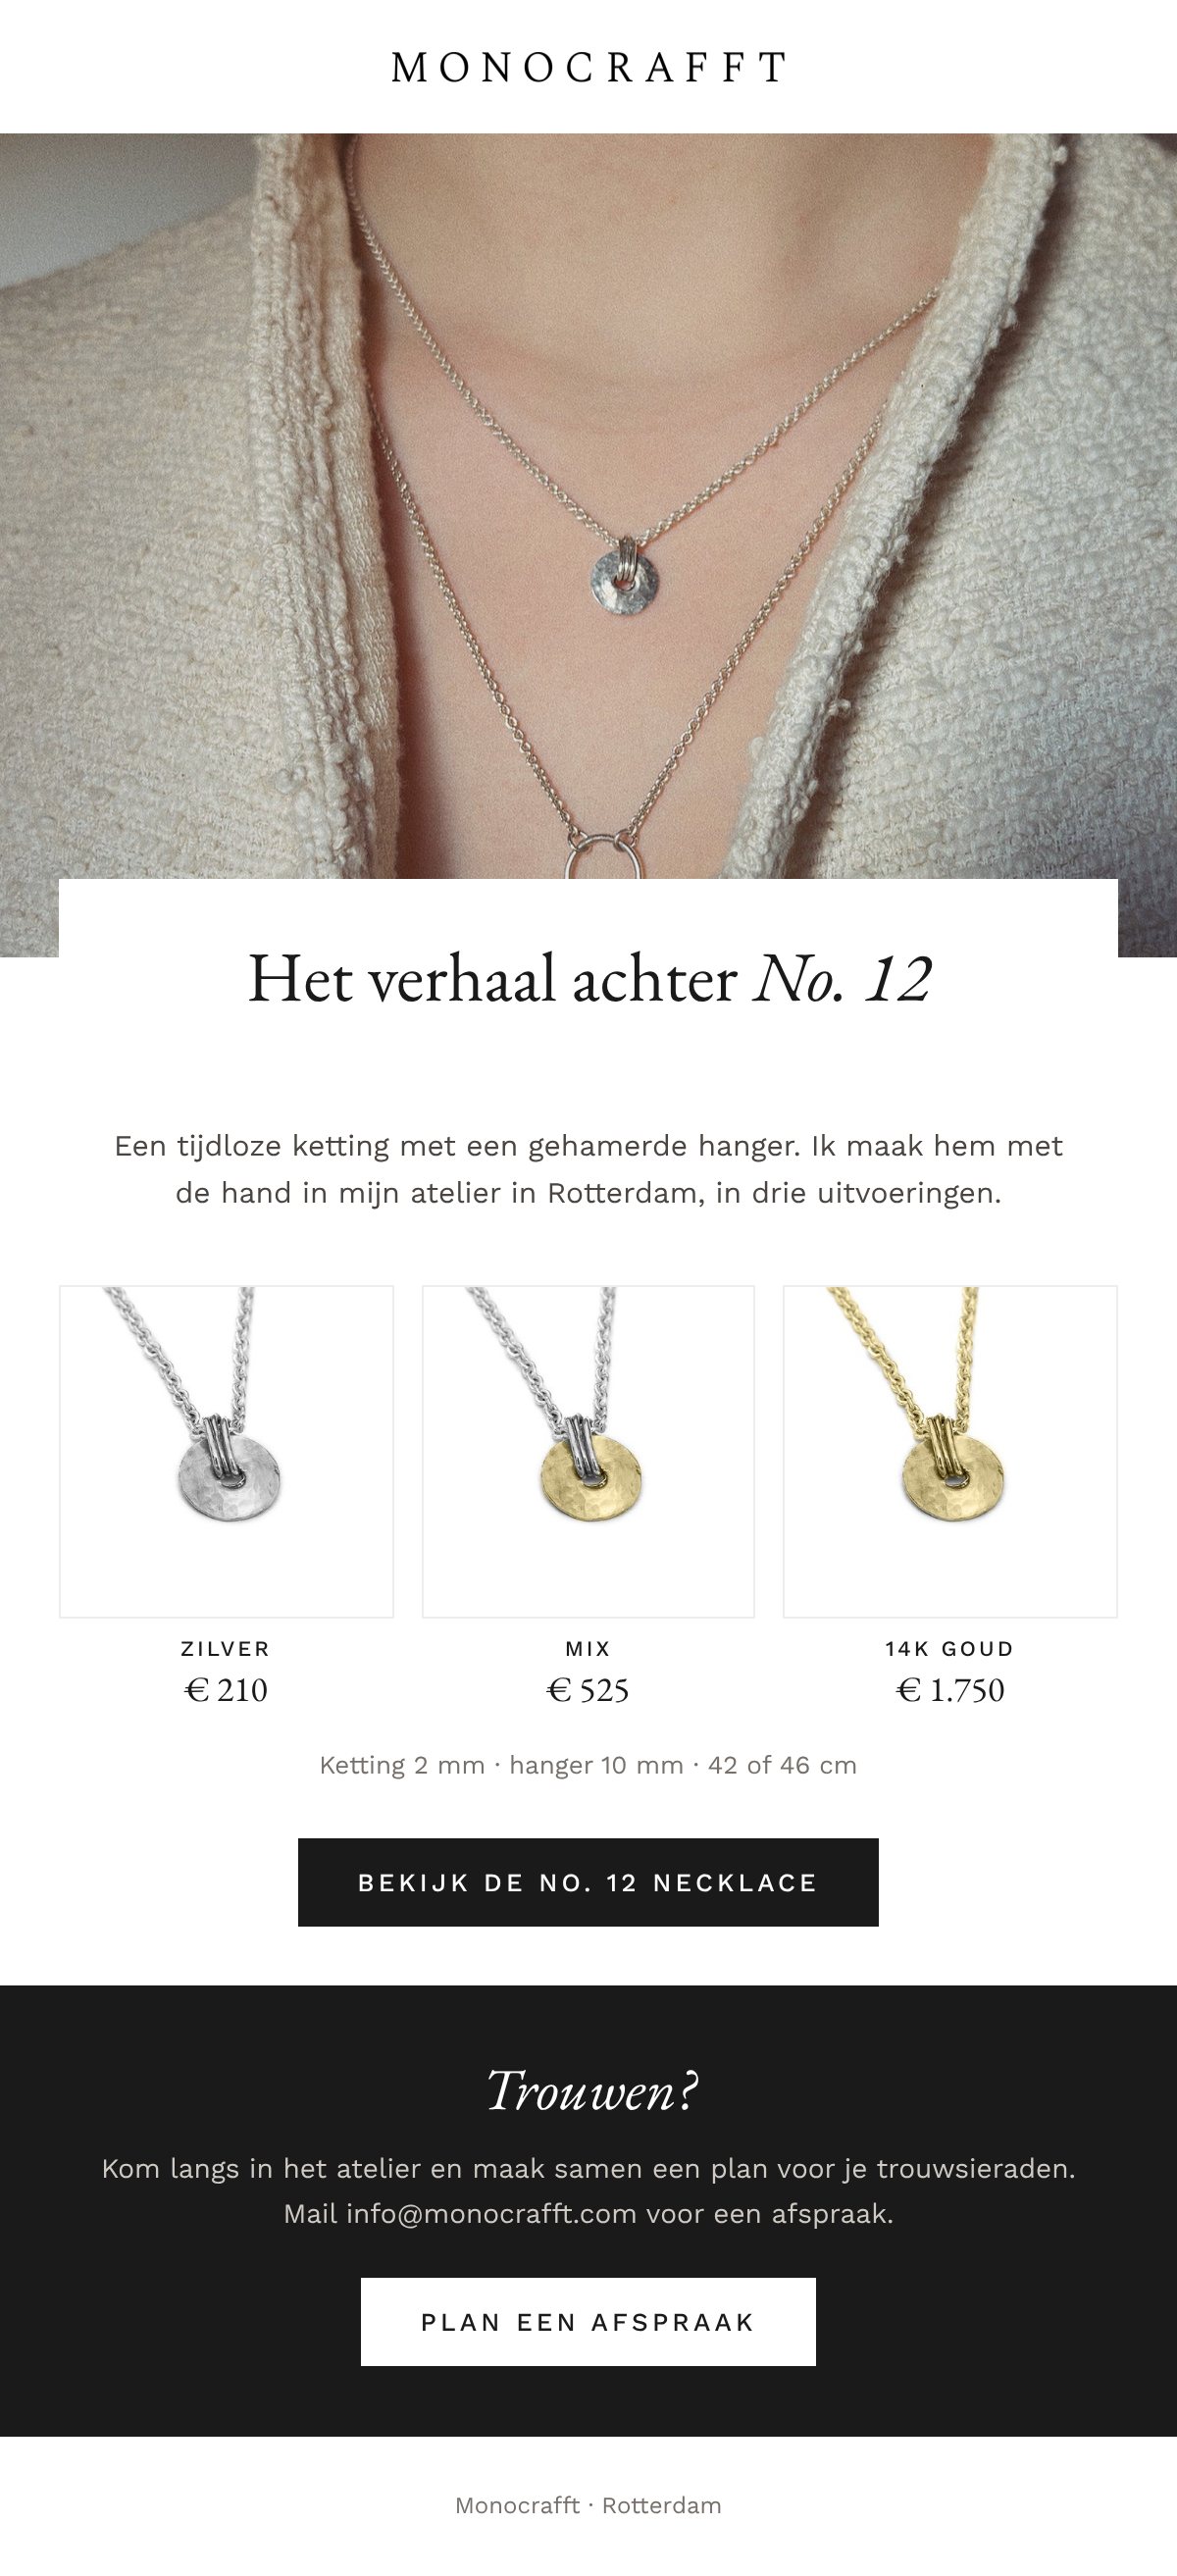 MONOCRAFFT
Het verhaal achter No. 12
Een tijdloze ketting met een gehamerde hanger. Ik maak hem met
de hand in mijn atelier in Rotterdam, in drie uitvoeringen.
ZILVER
€ 210
MIX
€ 525
14K GOUD
€ 1.750
Ketting 2 mm · hanger 10 mm · 42 of 46 cm
BEKIJK DE NO. 12 NECKLACE
Trouwen?
Kom langs in het atelier en maak samen een plan voor je trouwsieraden.
Mail info@monocrafft.com voor een afspraak.
PLAN EEN AFSPRAAK
Monocrafft · Rotterdam